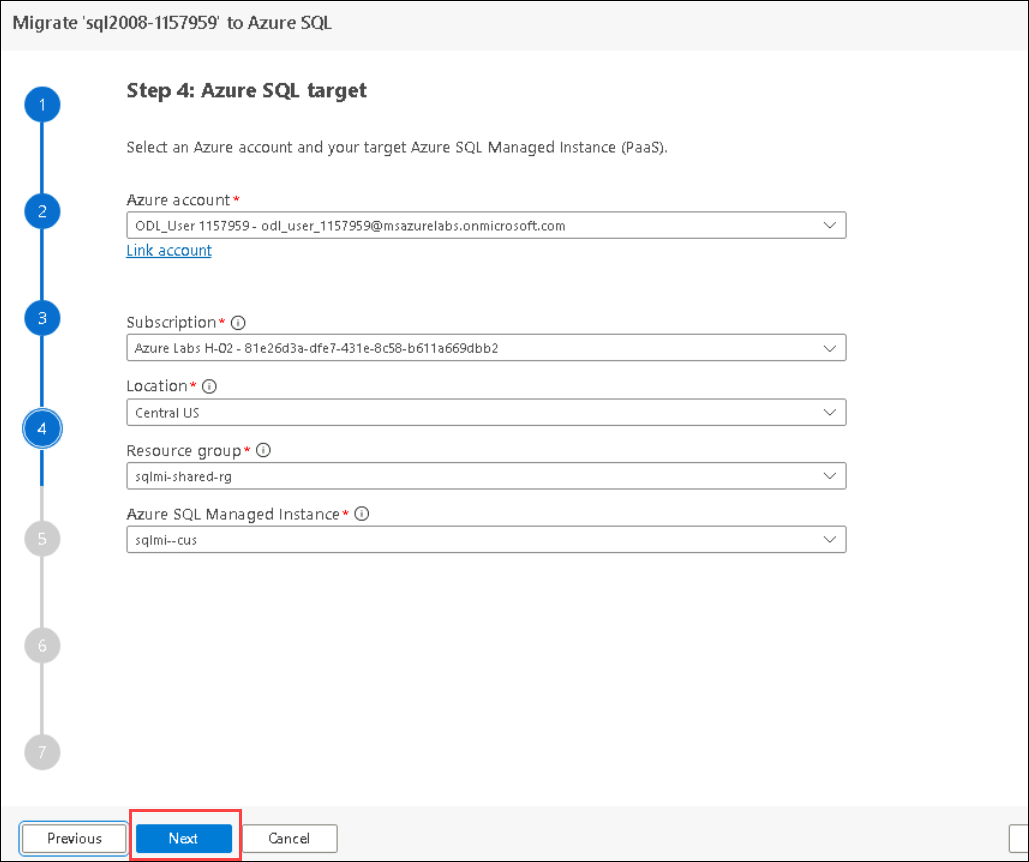 Migrate 'sql2008-1157959' to Azure SQL
Step 4: Azure SQL target
1
Select an Azure account and your target Azure SQL Managed Instance (PaaS).
Azure account*
2
ODL_User 1157959 - odl_user_1157959@msazurelabs.onmicrosoft.com
Link account
3
Subscription*
Azure Labs H-02 - 81e26d3a-dfe7-431e-8c58-b611a669dbb2
Location*
Central US
4
Resource group*
sqlmi-shared-rg
Azure SQL Managed Instance*
5
sqlmi--cus
6
7
Previous
Next
Cancel